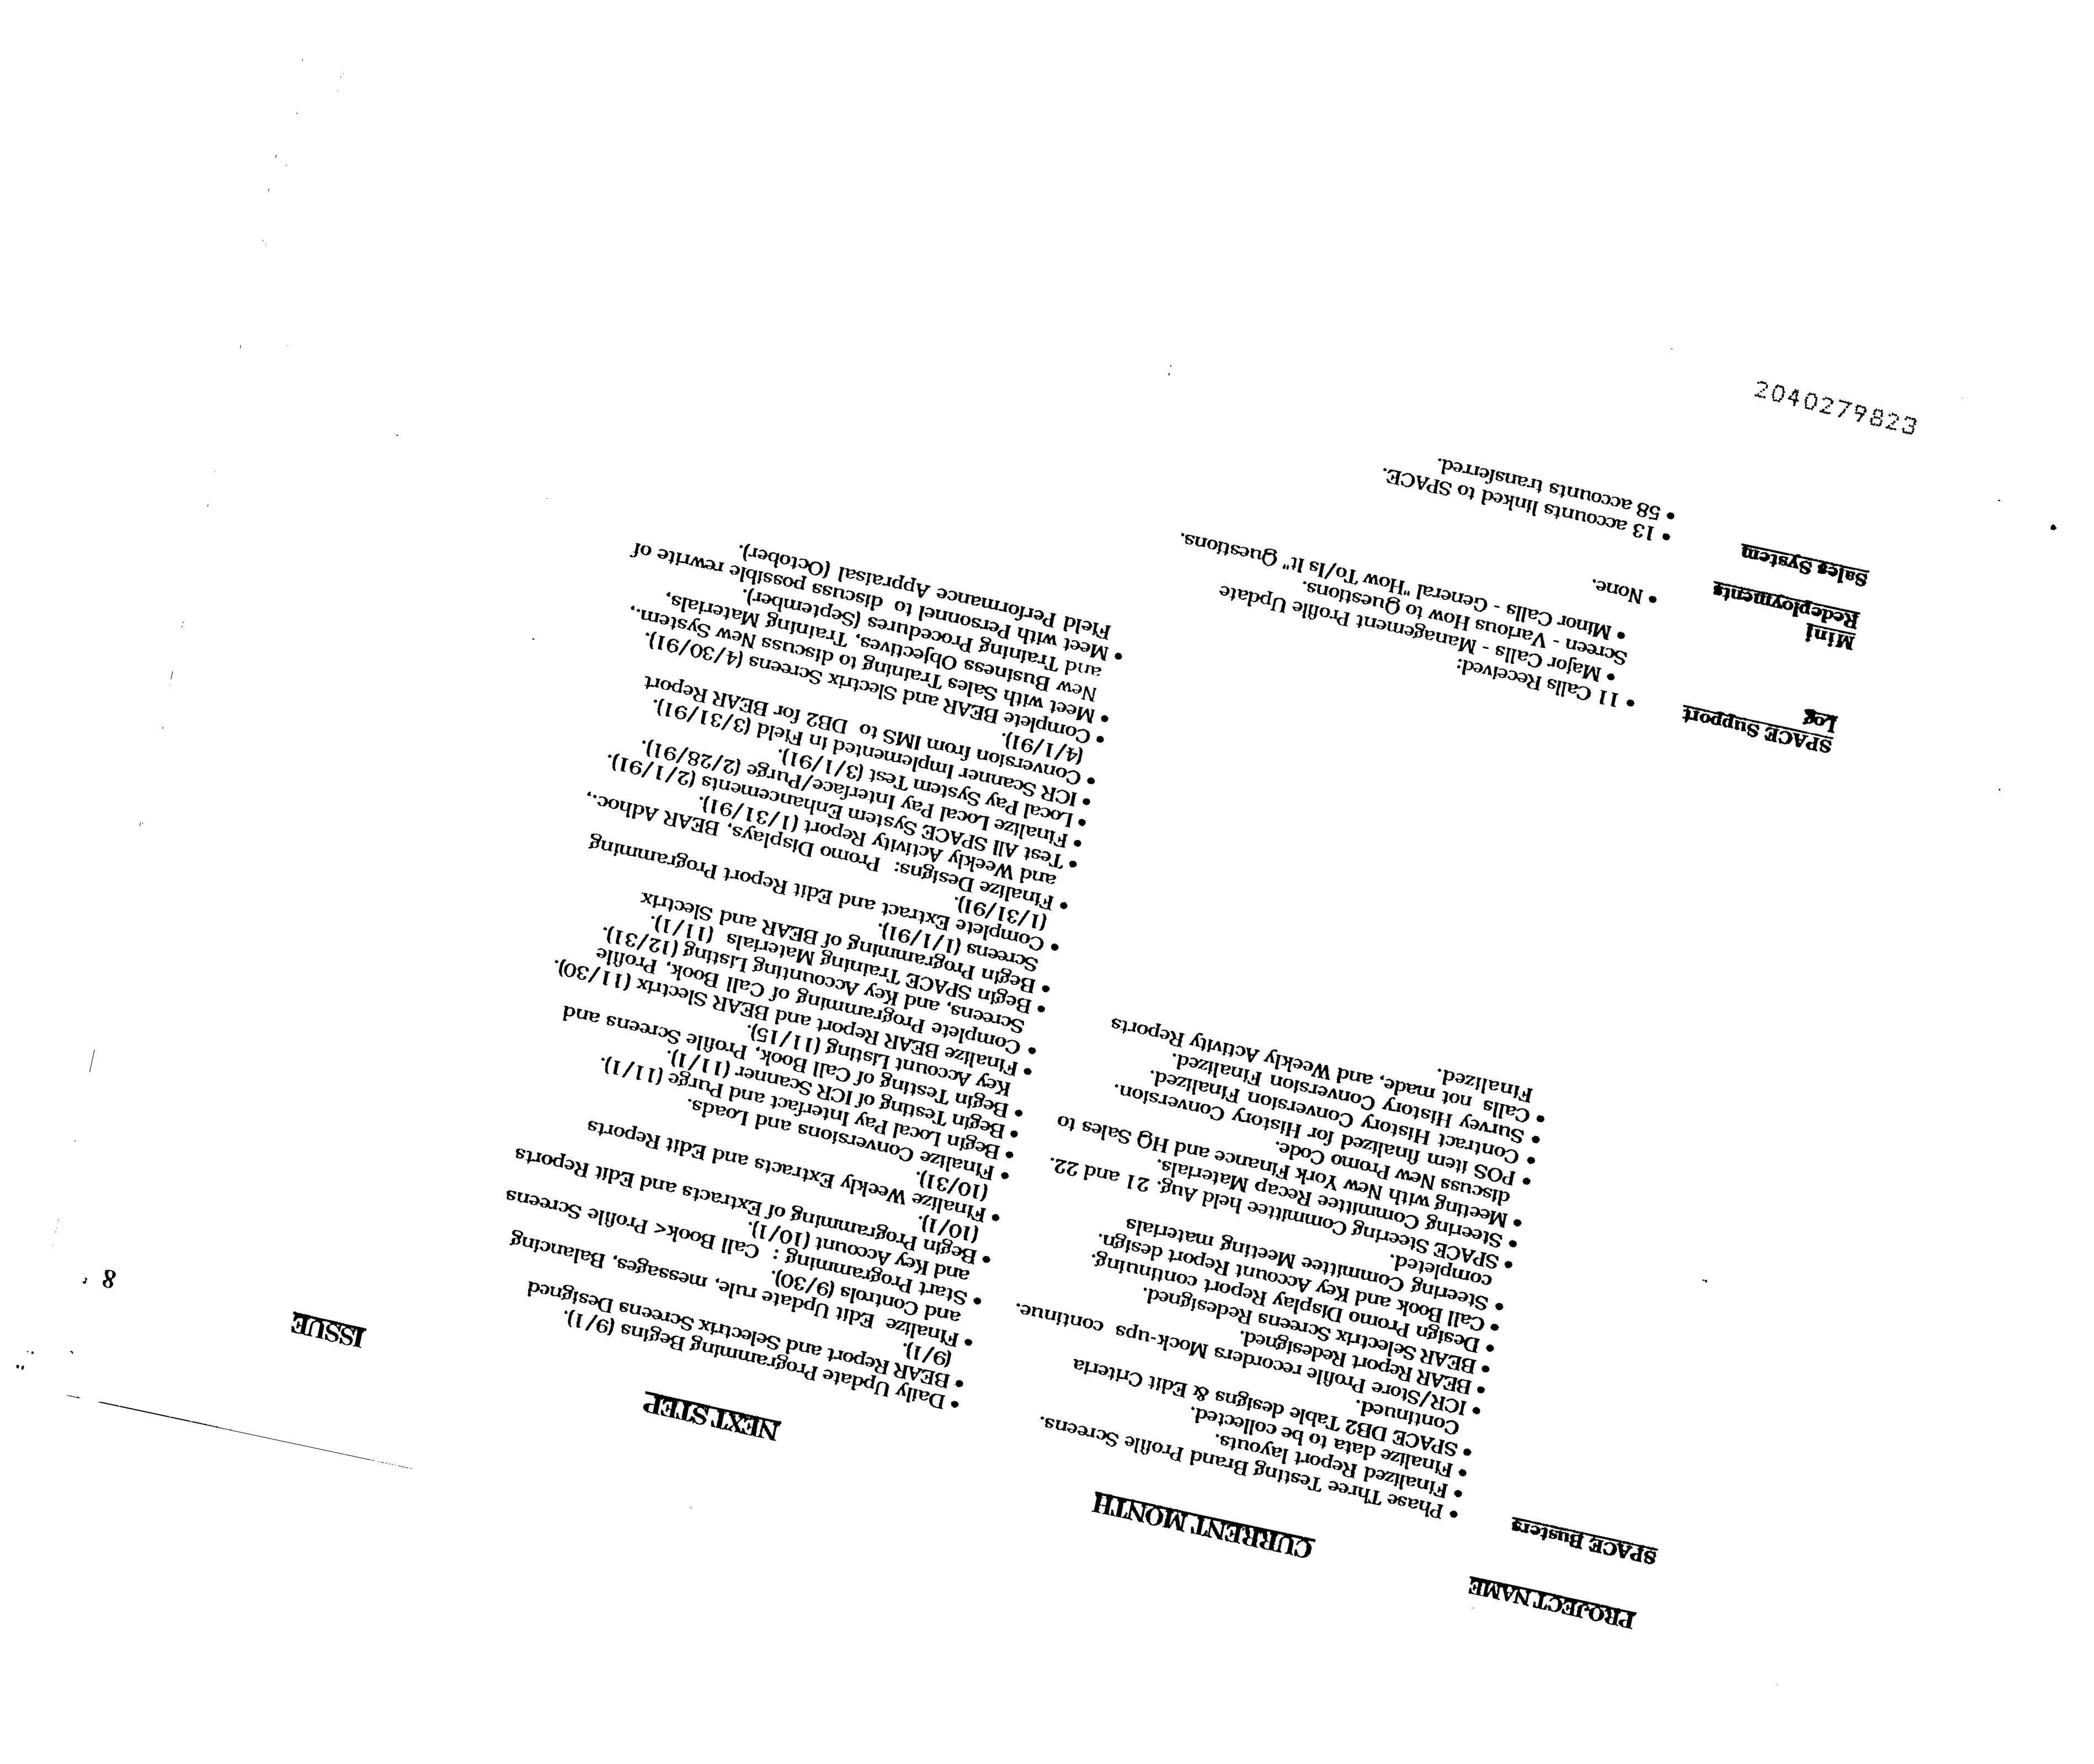 8
PROJECT NAME
CURRENT MONTH
NEXT STEP
ISSUE
SPACE Busters
• Phase Three Testing Brand Profile Screens.
• Finalized Report layouts.
• Finalize data to be collected.
• SPACE DB2 Table designs & Edit Criteria
Continued.
• ICR/Store Profile recorders Mock-ups continue.
• BEAR Report Redesigned.
• BEAR Selectrix Screens Redesigned.
• Design Promo Display Report continuing.
• Call Book and Key Account Report design.
• Steering Committee Meeting materials
completed.
• SPACE Steering Committee held Aug. 21 and 22.
• Steering Committee Recap Materials.
• Meeting with New York Finance and HQ Sales to
discuss New Promo Code.
• POS item finalized for History Conversion.
• Contract History Conversion Finalized.
• Survey History Conversion Finalized.
• Calls not made, and Weekly Activity Reports
Finalized.
• Daily Update Programming Begins (9/1).
• BEAR Report and Selectrix Screens Designed
(9/1).
• Finalize Edit Update rule, messages, Balancing
and Controls (9/30).
• Start Programming : Call Book< Profile Screens
and Key Account (10/1).
• Begin Programming of Extracts and Edit Reports
(10/1).
• Finalize Weekly Extracts and Edit Reports
(10/31).
• Finalize Conversions and Loads.
• Begin Local Pay Interfact and Purge (11/1).
• Begin Testing of ICR Scanner (11/1).
• Begin Testing of Call Book, Profile Screens and
Key Account Listing (11/15).
• Finalize BEAR Report and BEAR Slectrix (11/30).
• Complete Programming of Call Book, Profile
Screens, and Key Accounting Listing (12/31).
• Begin SPACE Training Materials (11/1).
• Begin Programming of BEAR and Slectrix
Screens (1/1/91).
• Complete Extract and Edit Report Programming
(1/31/91).
• Finalize Designs: Promo Displays, BEAR Adhoc.,
and Weekly Activity Report (1/31/91).
• Test All SPACE System Enhancements (2/1/91).
• Finalize Local Pay Interface/Purge (2/28/91).
• Local Pay System Test (3/1/91).
• ICR Scanner Implemented in Field (3/31/91).
• Conversion from IMS to DB2 for BEAR Report
(4/1/91).
• Complete BEAR and Slectrix Screens (4/30/91).
• Meet with Sales Training to discuss New System.,
New Business Objectives, Training Materials,
and Training Procedures (September).
• Meet with Personnel to discuss possible rewrite of
Field Performance Appraisal (October).
SPACE Support
Log
• 11 Calls Received:
• Major Calls - Management Profile Update
Screen - Various How to Questions.
• Minor Calls - General "How To/Is It" Questions.
Mini
Redeployments
• None.
Sales System
• 13 accounts linked to SPACE.
• 58 accounts transferred.
2040279823